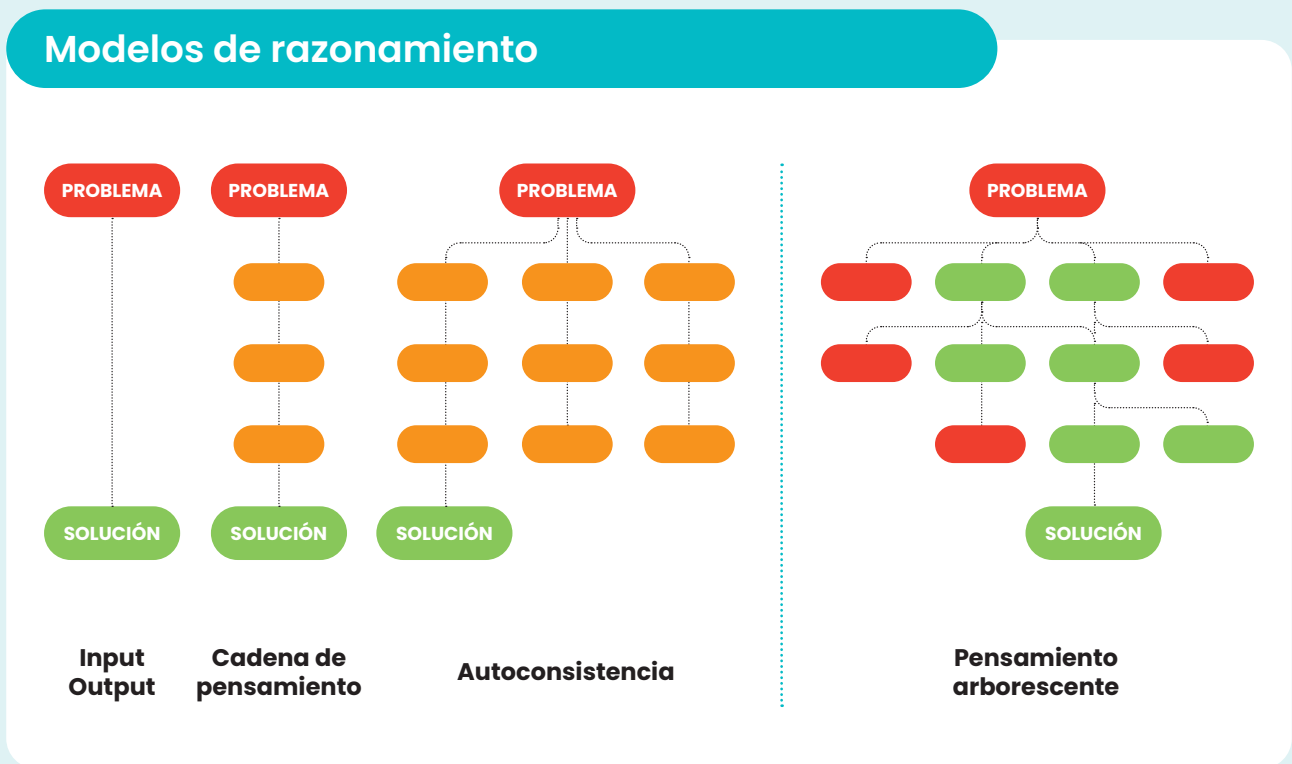 Modelos de razonamiento
PROBLEMA
PROBLEMA
PROBLEMA
PROBLEMA
SOLUCIÓN
SOLUCIÓN
SOLUCIÓN
SOLUCIÓN
Input
Output
Cadena de
pensamiento
Autoconsistencia
Pensamiento
arborescente